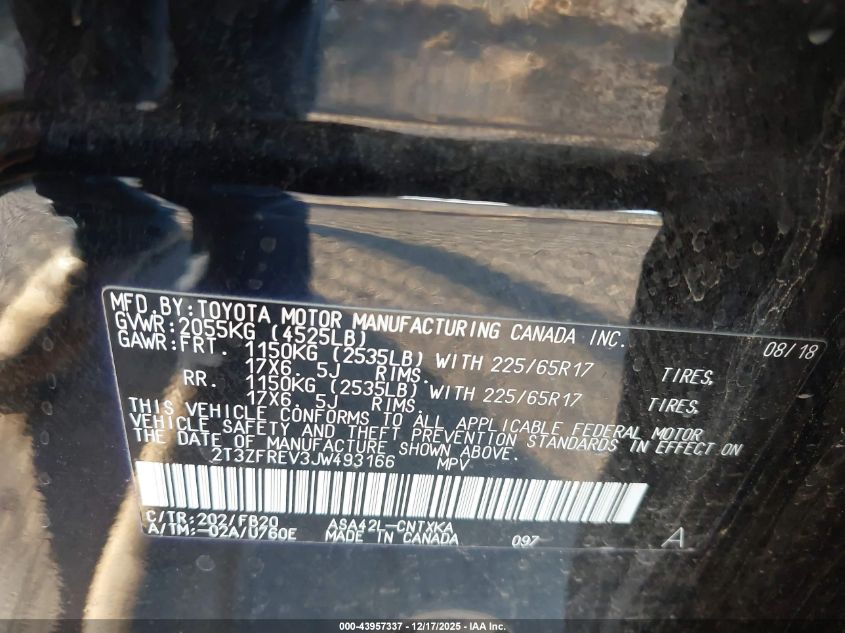 MFD. BY: TOYOTA MOTOR MANUFACTURING CANADA INC. 08/18
GVWR: 2055KG (4525LB)
GAWR: FRT. 1150KG (2535LB) WITH 225/65R17 TIRES,
17X6. 5J RIMS.
RR. 1150KG (2535LB) WITH 225/65R17 TIRES,
17X6. 5J RIMS.
THIS VEHICLE CONFORMS TO ALL APPLICABLE FEDERAL MOTOR
VEHICLE SAFETY AND THEFT PREVENTION STANDARDS IN EFFECT ON
THE DATE OF MANUFACTURE SHOWN ABOVE.
2T3ZFREV3JW493166 MPV
C/TR: 202/FB20 ASA42L-CNTXKA
A/TM: -02A/U760E MADE IN CANADA 097 A
000-43957337 - 12/17/2025 - IAA Inc.